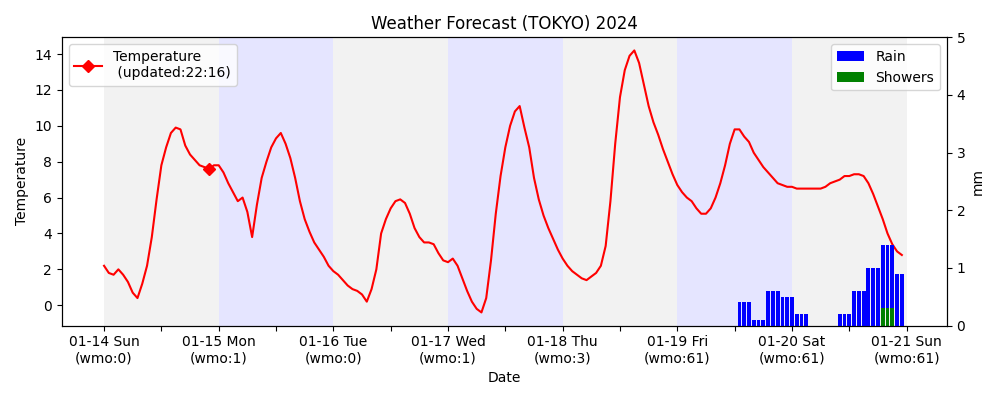 Weather Forecast (TOKYO) 2024
Temperature
(updated:22:16)
Rain
Showers
Temperature
14
12
10
8
6
4
2
0
5
4
3
2
1
0
mm
01-14 Sun
(wmo:0)
01-15 Mon
(wmo:1)
01-16 Tue
(wmo:0)
01-17 Wed
(wmo:1)
01-18 Thu
(wmo:3)
01-19 Fri
(wmo:61)
01-20 Sat
(wmo:61)
01-21 Sun
(wmo:61)
Date